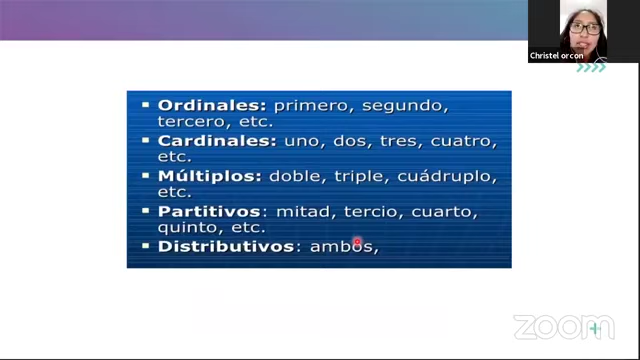 Christel orcon
Ordinales: primero, segundo,
tercero, etc.
Cardinales: uno, dos, tres, cuatro,
etc.
Múltiplos: doble, triple, cuádruplo,
etc.
Partitivos: mitad, tercio, cuarto,
quinto, etc.
Distributivos: ambos,
zoom